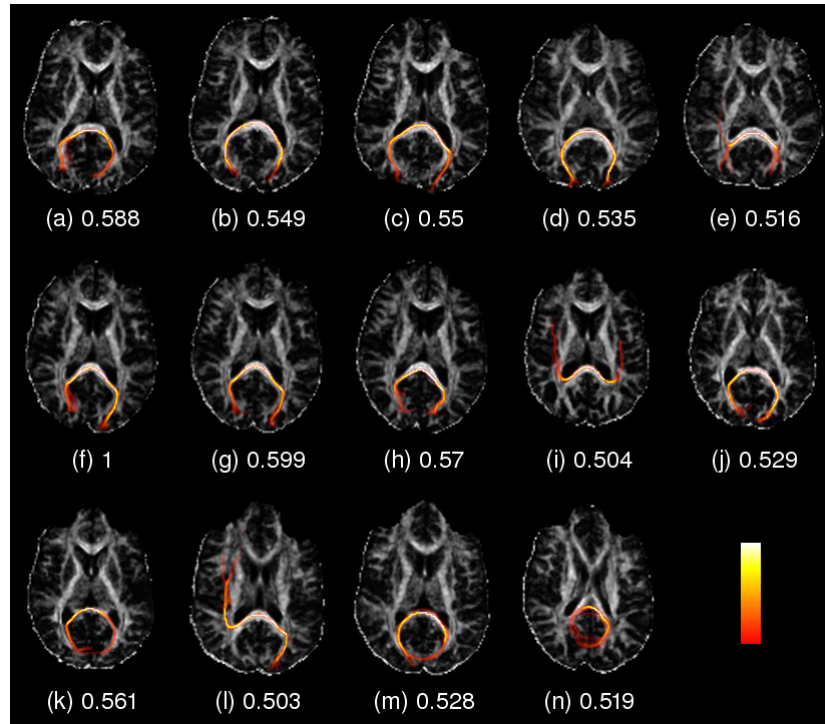 (a) 0.588 (b) 0.549 (c) 0.55 (d) 0.535 (e) 0.516
(f) 1 (g) 0.599 (h) 0.57 (i) 0.504 (j) 0.529
(k) 0.561 (l) 0.503 (m) 0.528 (n) 0.519